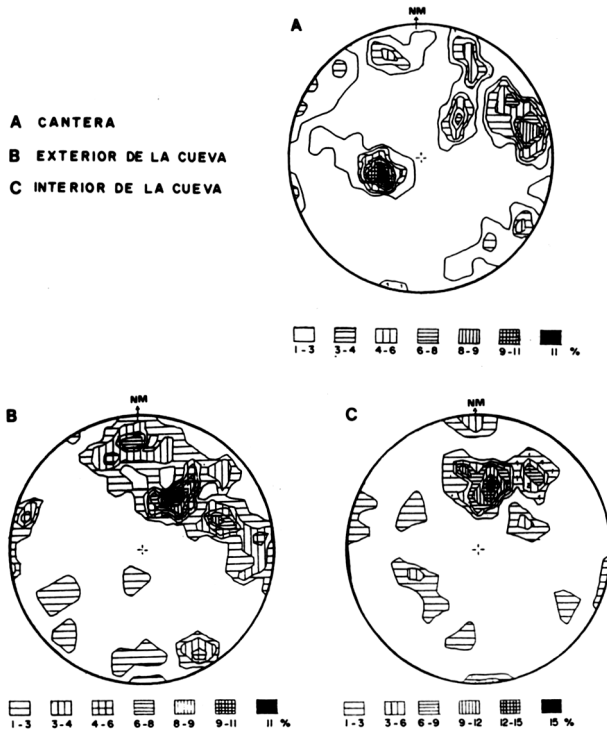 A
NM
A CANTERA
B EXTERIOR DE LA CUEVA
C INTERIOR DE LA CUEVA
1-3 3-4 4-6 6-8 8-9 9-11 11 %
B
NM
C
NM
1-3 3-4 4-6 6-8 8-9 9-11 11 %
1-3 3-6 6-9 9-12 12-15 15 %